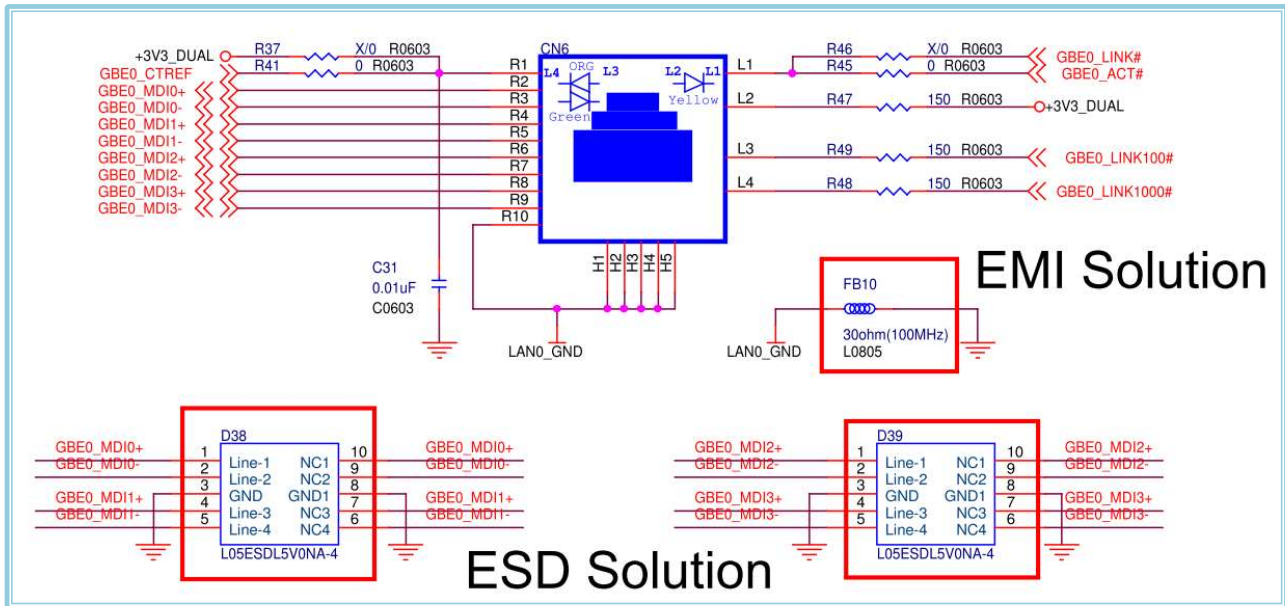 +3V3_DUAL R37 X/0 R0603
GBE0_CTREF R41 0 R0603
GBE0_MDI0+
GBE0_MDI0-
GBE0_MDI1+
GBE0_MDI1-
GBE0_MDI2+
GBE0_MDI2-
GBE0_MDI3+
GBE0_MDI3-
R1
R2
R3
R4
R5
R6
R7
R8
R9
R10
CN6
L4 ORG L3 L2 L1
Green Yellow
H1
H2
H3
H4
H5
L1
L2
L3
L4
R46 X/0 R0603 GBE0_LINK#
R45 0 R0603 GBE0_ACT#
R47 150 R0603 +3V3_DUAL
R49 150 R0603 GBE0_LINK100#
R48 150 R0603 GBE0_LINK1000#
C31
0.01uF
C0603
LAN0_GND
EMI Solution
FB10
30ohm(100MHz)
L0805
LAN0_GND
D38
GBE0_MDI0+ 1 Line-1 NC1 10 GBE0_MDI0+
GBE0_MDI0- 2 Line-2 NC2 9 GBE0_MDI0-
3 GND GND1 8
GBE0_MDI1+ 4 Line-3 NC3 7 GBE0_MDI1+
GBE0_MDI1- 5 Line-4 NC4 6 GBE0_MDI1-
L05ESDL5V0NA-4
D39
GBE0_MDI2+ 1 Line-1 NC1 10 GBE0_MDI2+
GBE0_MDI2- 2 Line-2 NC2 9 GBE0_MDI2-
3 GND GND1 8
GBE0_MDI3+ 4 Line-3 NC3 7 GBE0_MDI3+
GBE0_MDI3- 5 Line-4 NC4 6 GBE0_MDI3-
L05ESDL5V0NA-4
ESD Solution